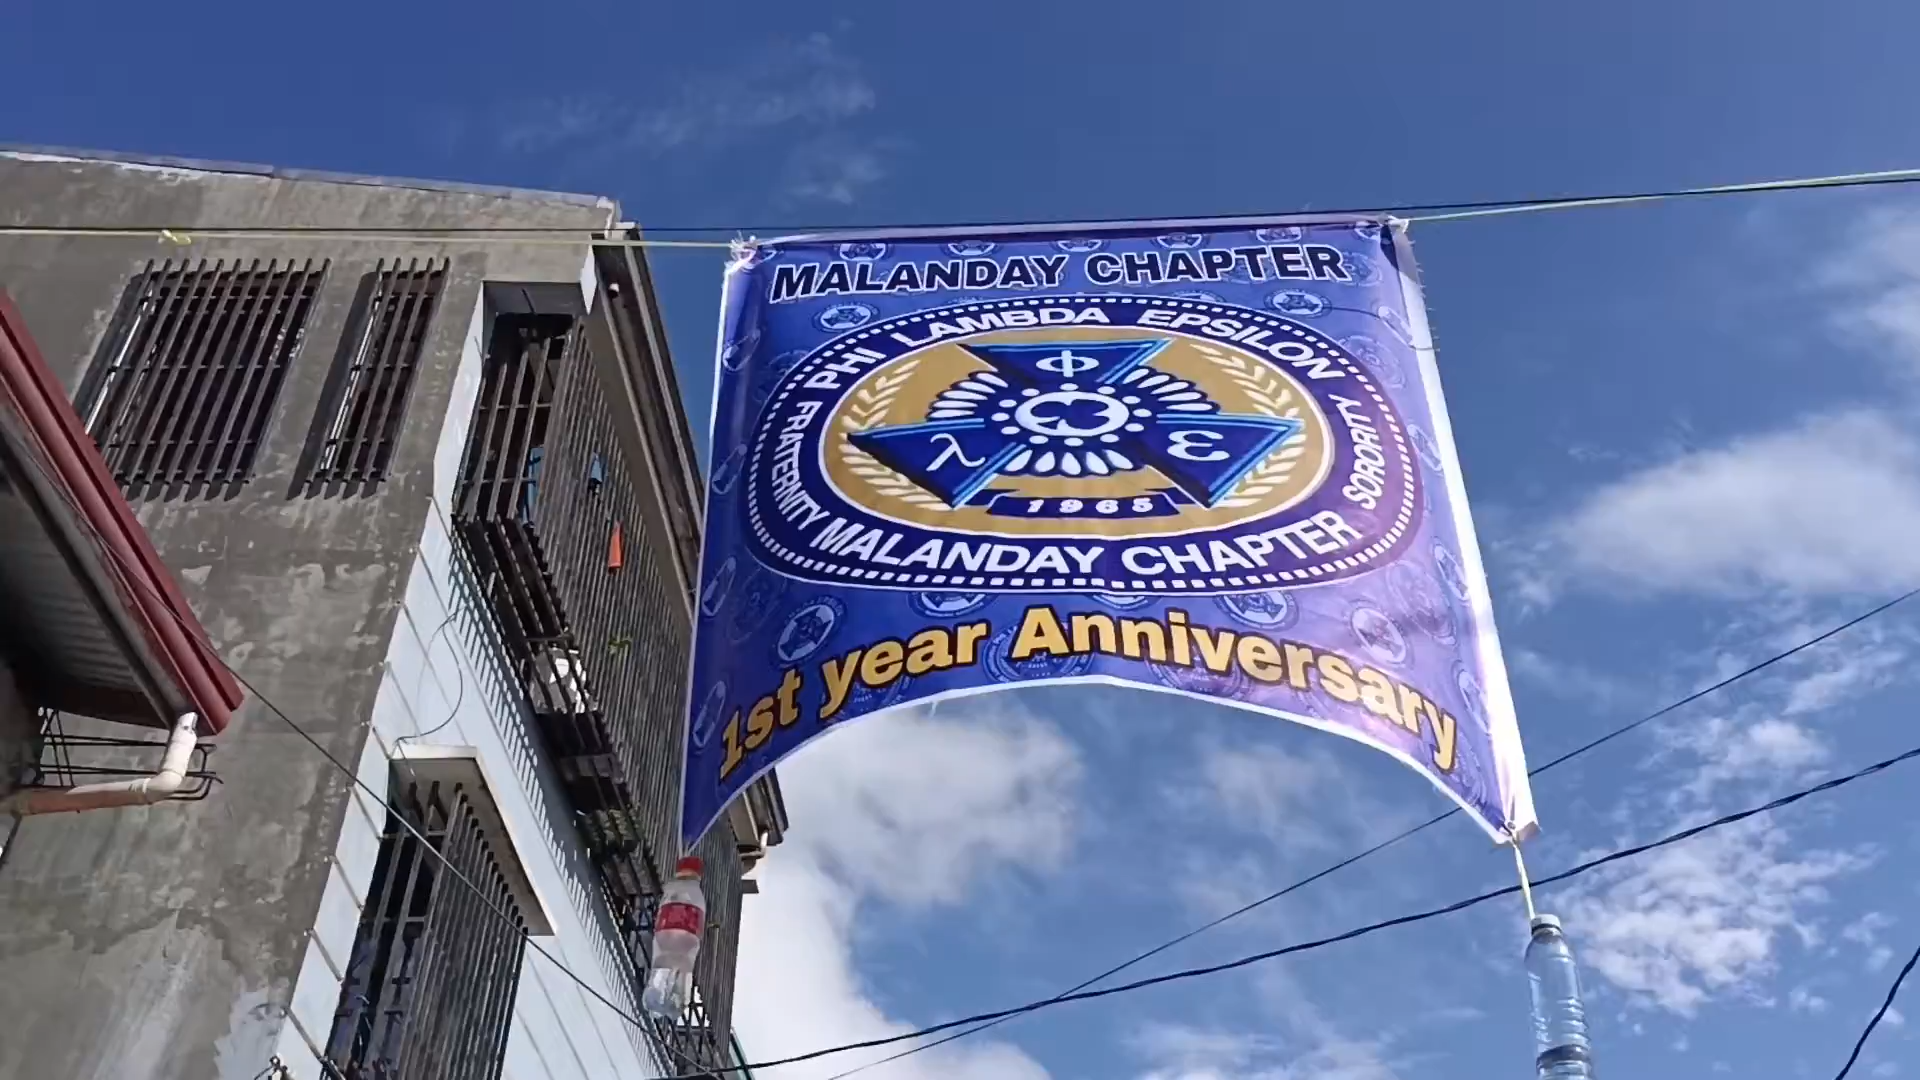 MALANDAY CHAPTER
PHI LAMBDA EPSILON
FRATERNITY
SORORITY
Φ
λ
ε
1965
MALANDAY CHAPTER
1st year Anniversary